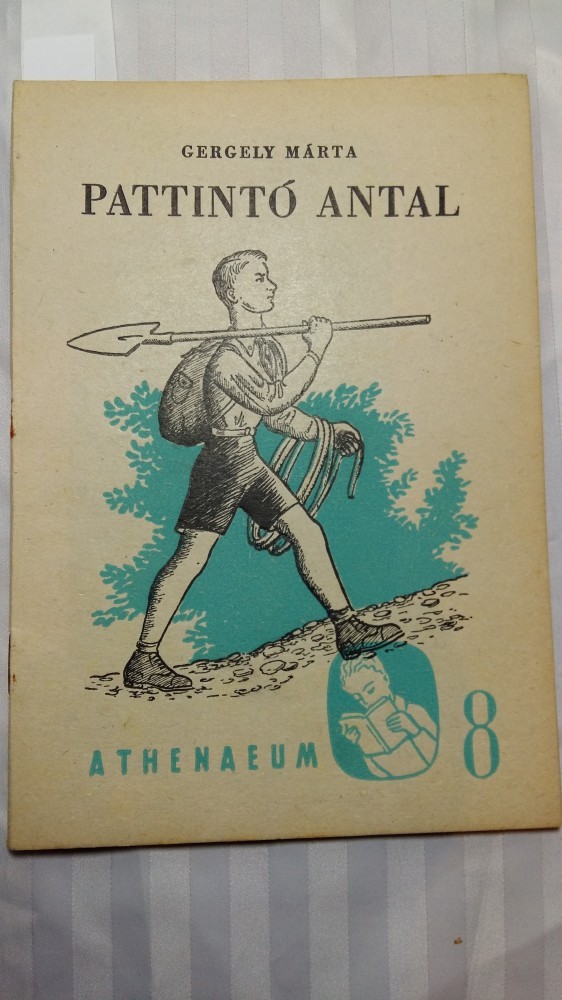 GERGELY MÁRTA
PATTINTÓ ANTAL
ATHENAEUM
8